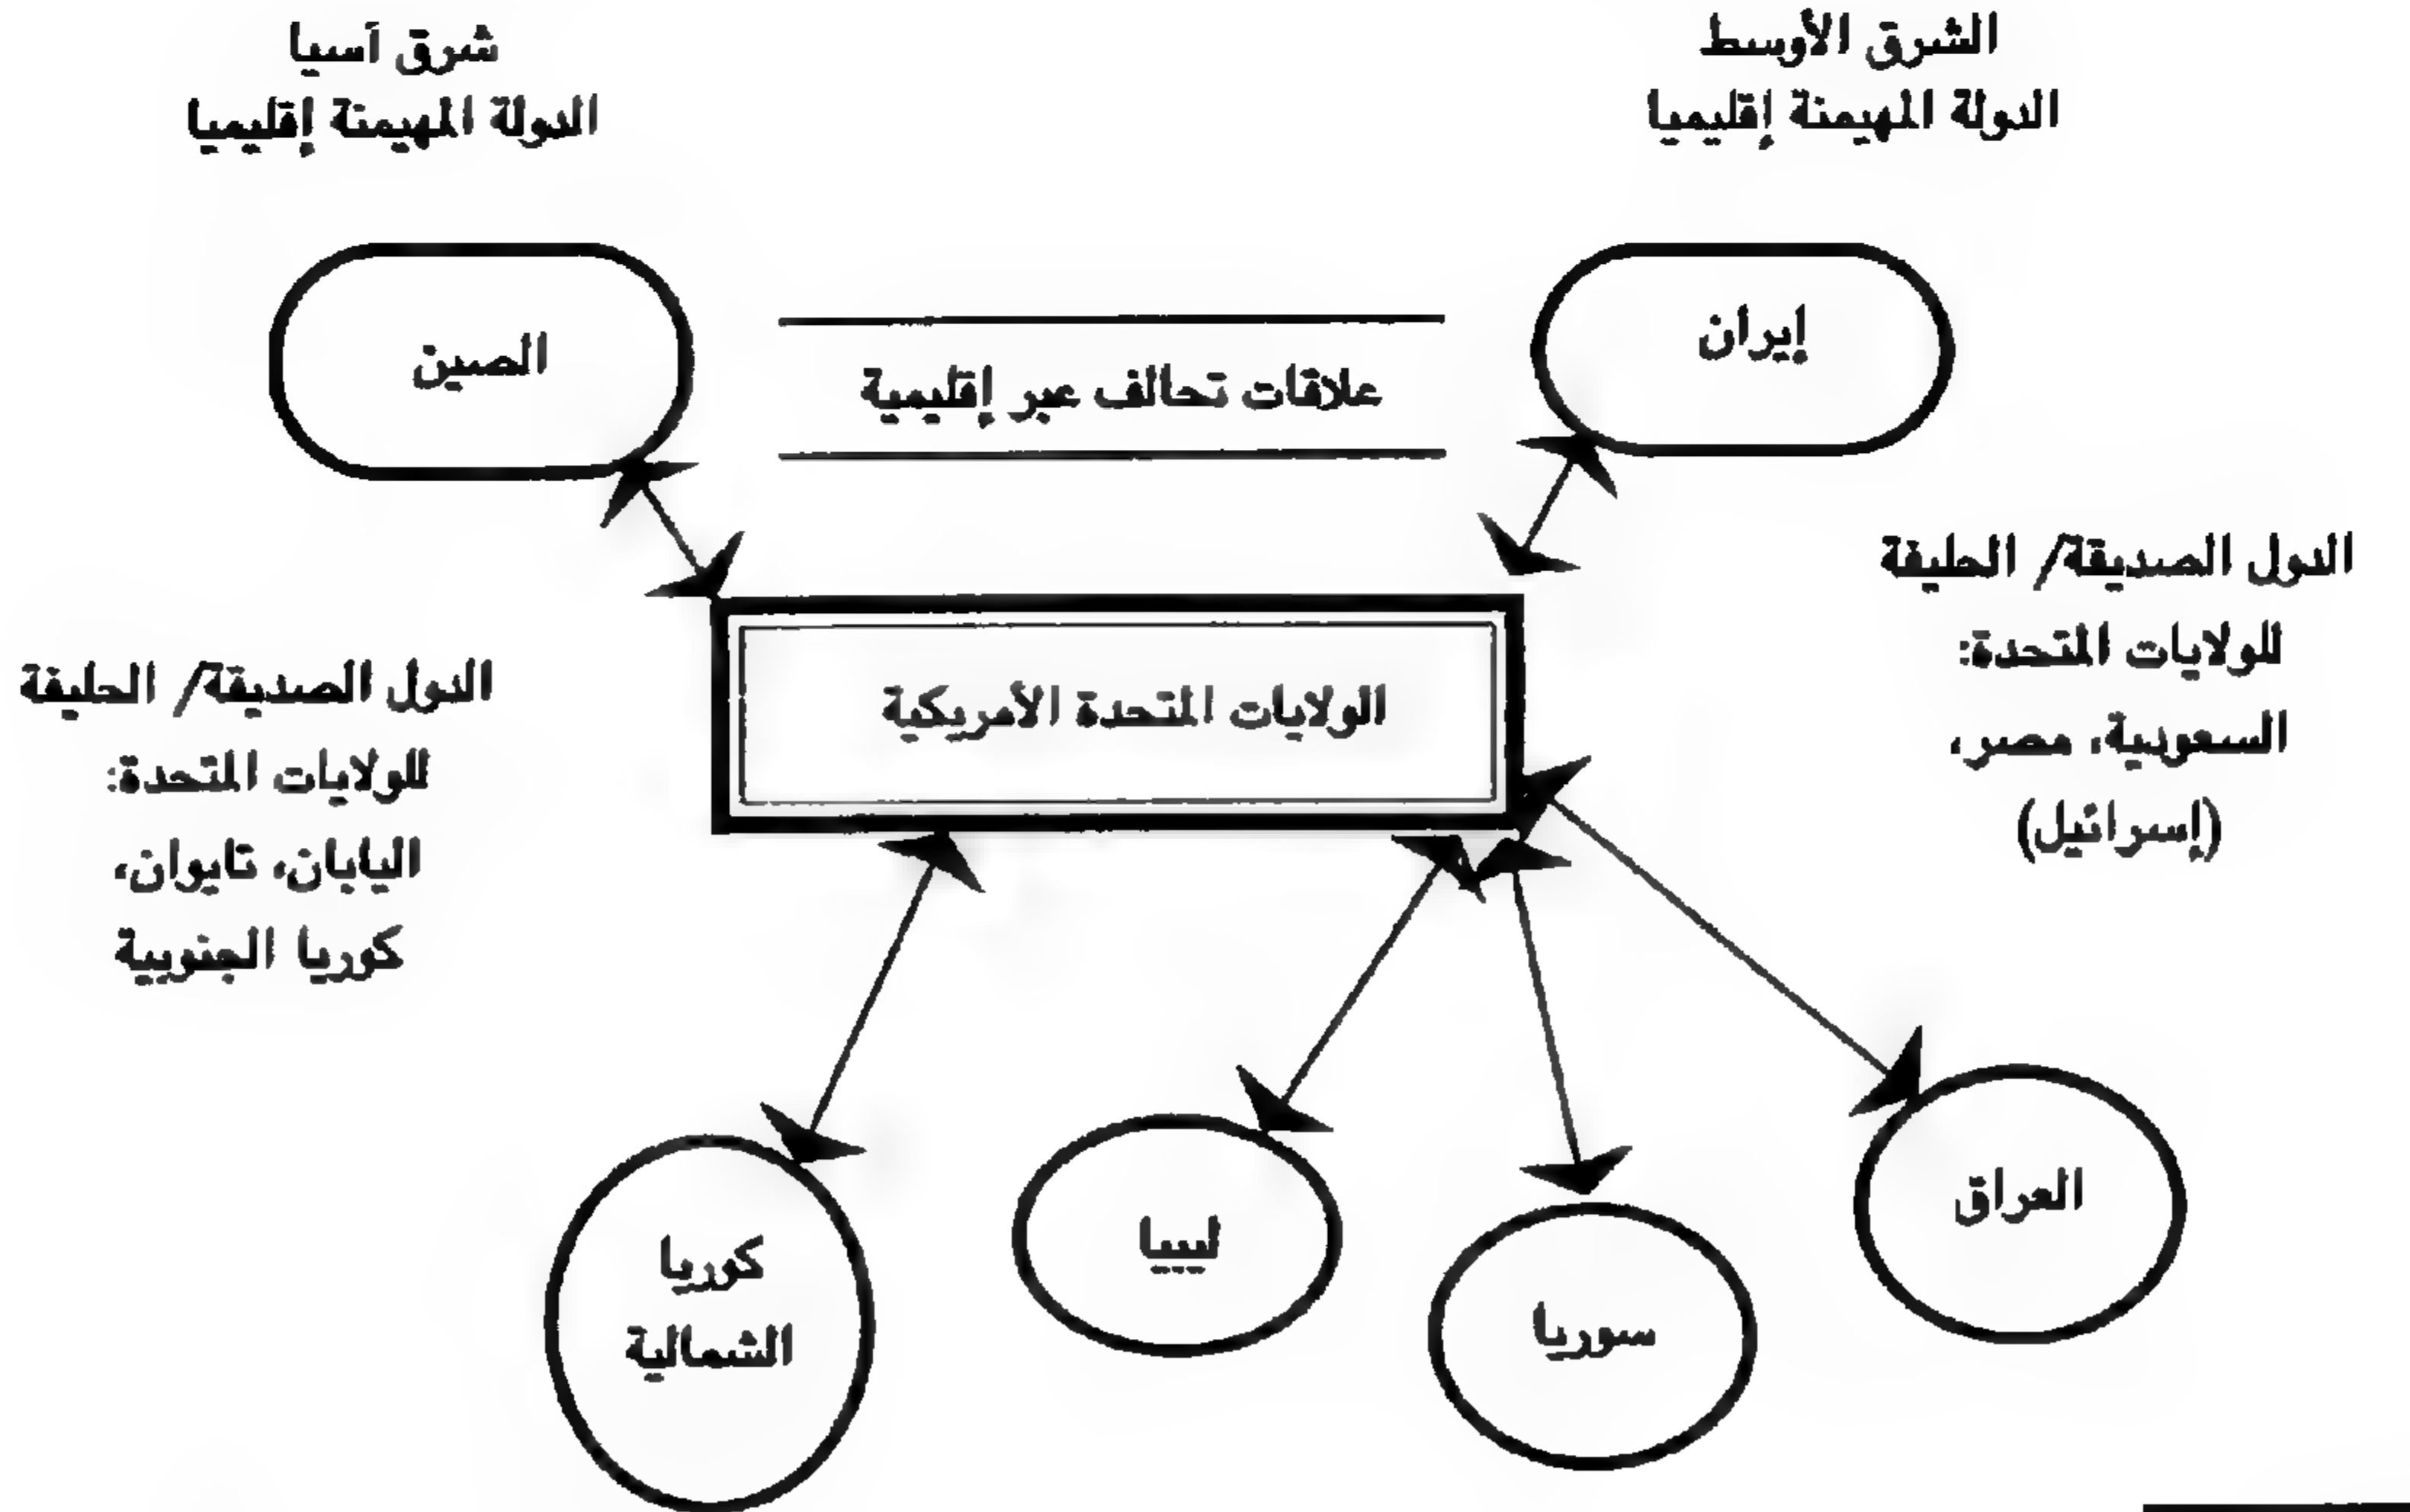 الشرق الأوسط
الدولة المهيمنة إقليميا
شرق آسيا
الدولة المهيمنة إقليميا
إيران
علاقات تحالف عبر إقليمية
الصين
الدول الصديقة/ الحليفة
للولايات المتحدة:
السعودية، مصر،
(إسرائيل)
الولايات المتحدة الأمريكية
الدول الصديقة/ الحليفة
للولايات المتحدة:
اليابان، تايوان،
كوريا الجنوبية
العراق
سوريا
ليبيا
كوريا
الشمالية